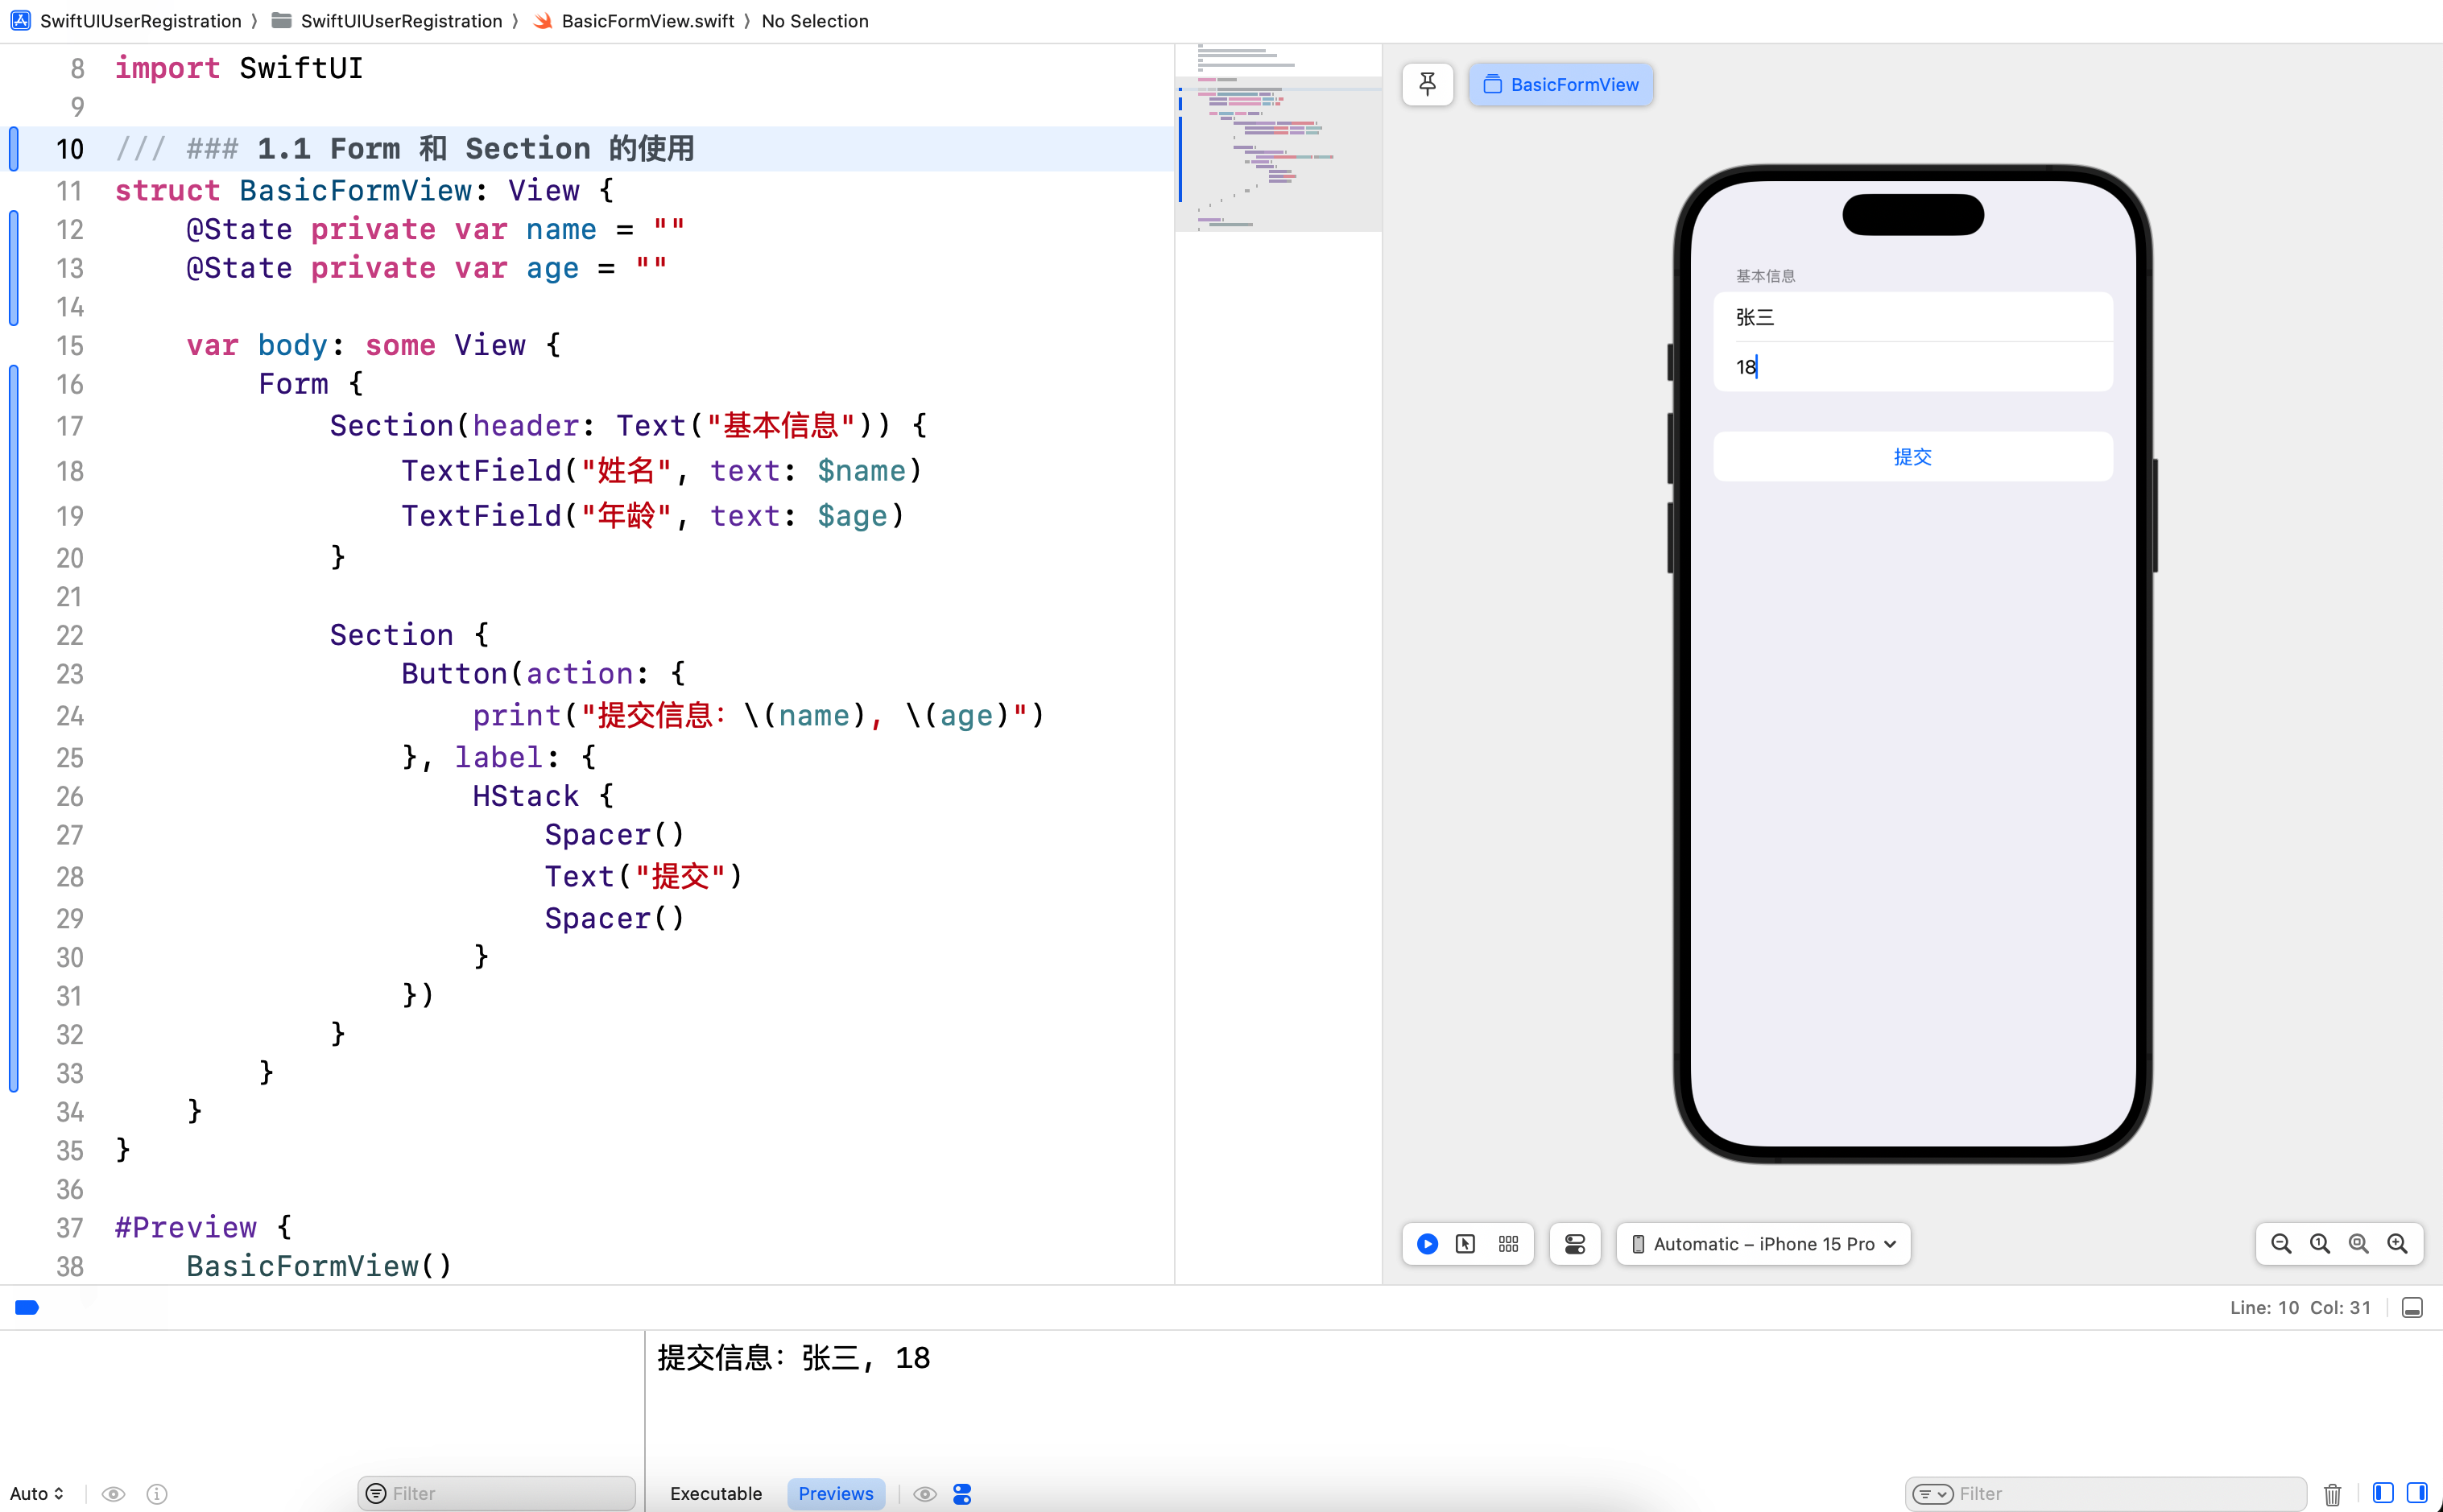 SwiftUIUserRegistration 〉 SwiftUIUserRegistration 〉 BasicFormView.swift 〉 No Selection
8 import SwiftUI
9
10 /// ### 1.1 Form 和 Section 的使用
11 struct BasicFormView: View {
12 @State private var name = ""
13 @State private var age = ""
14
15 var body: some View {
16 Form {
17 Section(header: Text("基本信息")) {
18 TextField("姓名", text: $name)
19 TextField("年龄", text: $age)
20 }
21
22 Section {
23 Button(action: {
24 print("提交信息: \(name), \(age)")
25 }, label: {
26 HStack {
27 Spacer()
28 Text("提交")
29 Spacer()
30 }
31 })
32 }
33 }
34 }
35 }
36
37 #Preview {
38 BasicFormView()
BasicFormView
基本信息
张三
18
提交
Automatic – iPhone 15 Pro
Line: 10 Col: 31
提交信息: 张三, 18
Auto
Filter
Executable
Previews
Filter